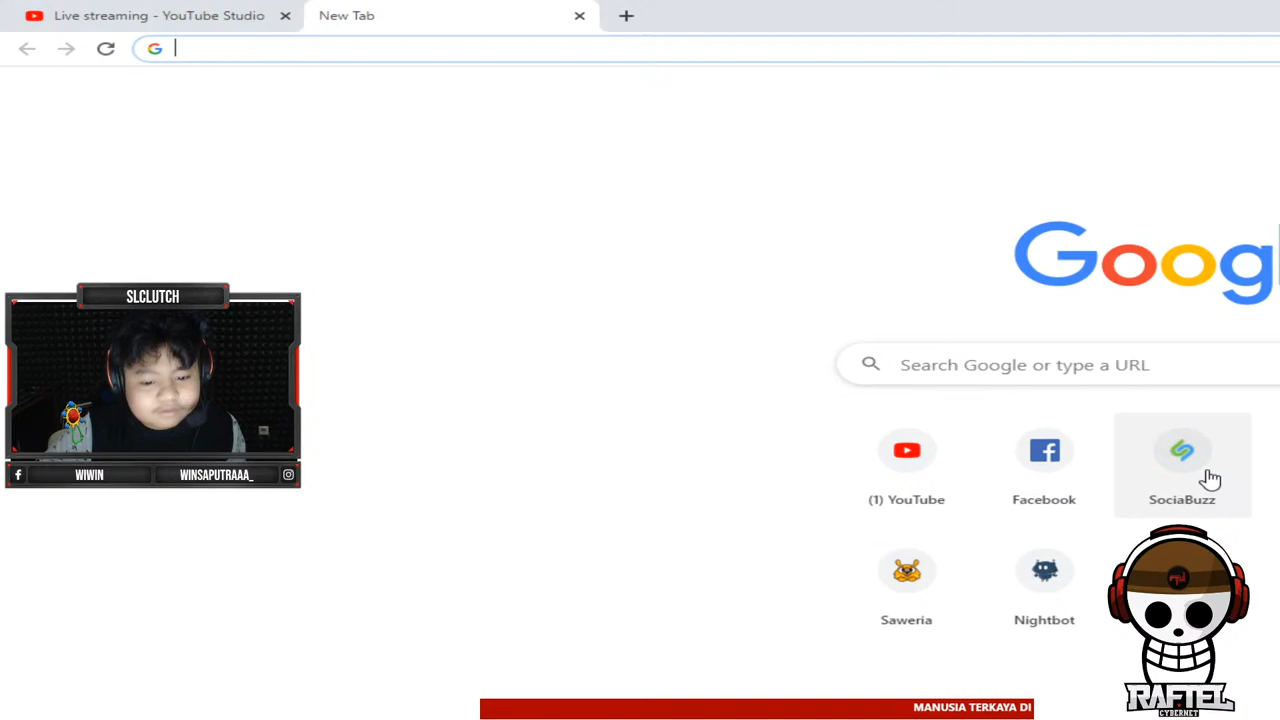 Live streaming - YouTube Studio
New Tab
Google
SLCLUTCH
Search Google or type a URL
WIWIN
WINSAPUTRAAA_
(1) YouTube
Facebook
SociaBuzz
Saweria
Nightbot
RAFTEL
CYBERNET
MANUSIA TERKAYA DI